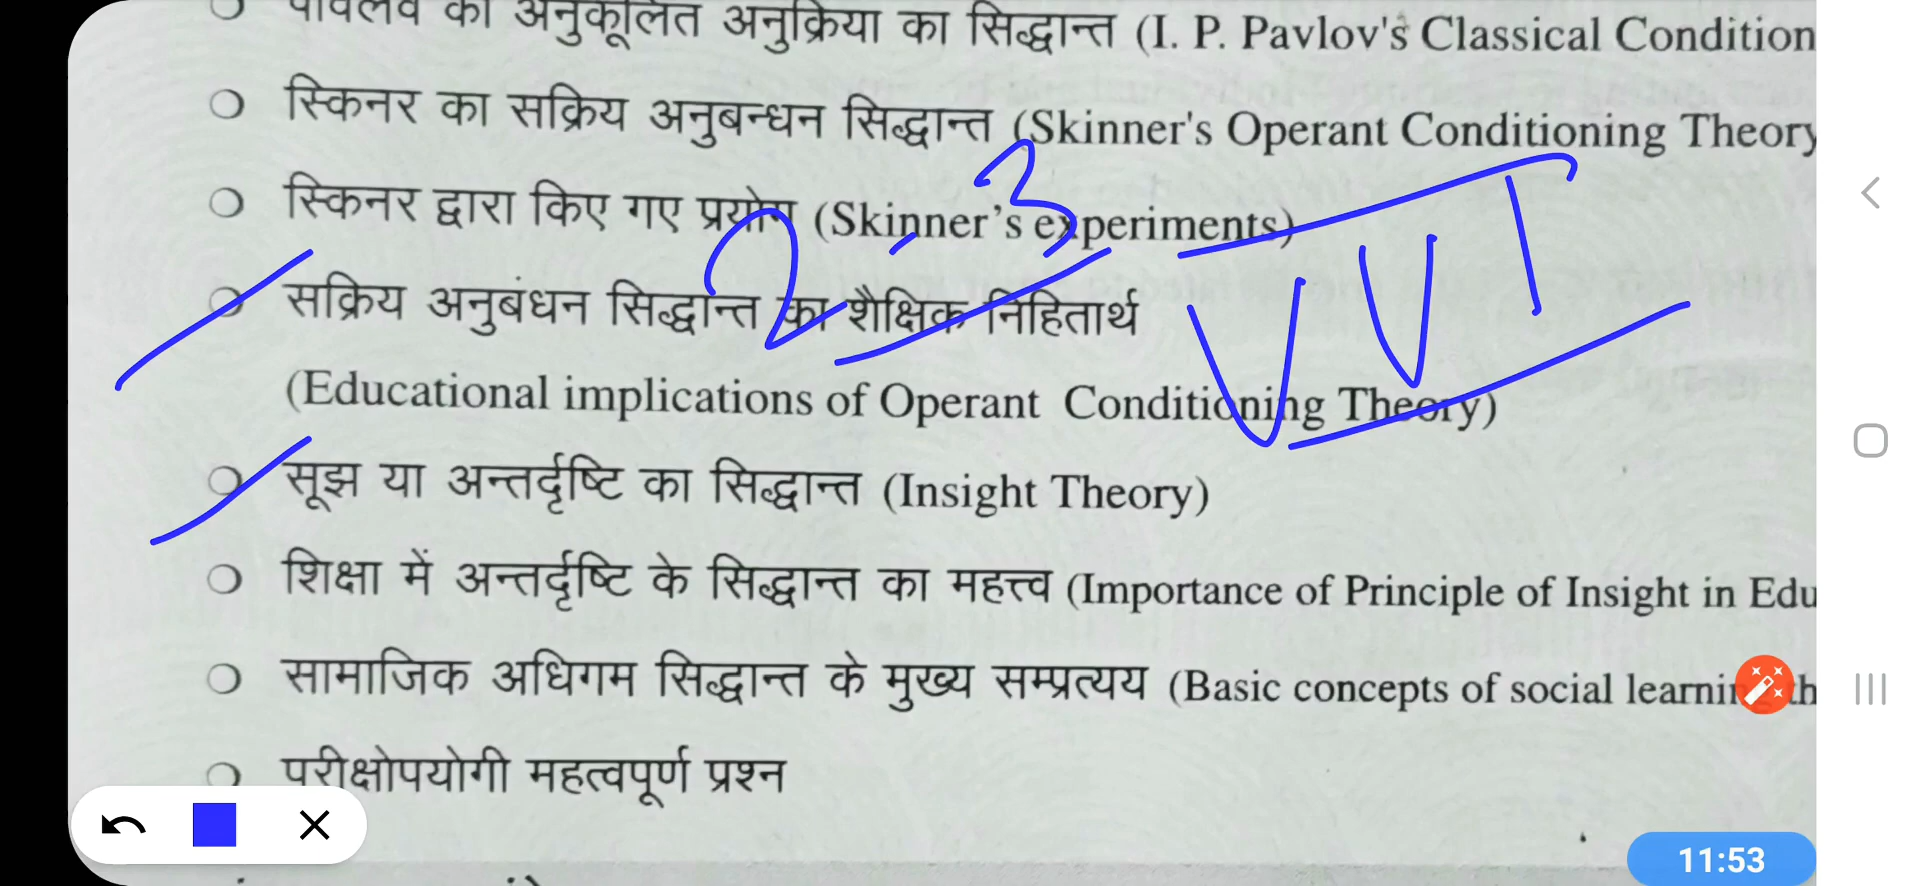 पावलव का अनुकूलित अनुक्रिया का सिद्धान्त (I. P. Pavlov's Classical Condition
स्किनर का सक्रिय अनुबन्धन सिद्धान्त (Skinner's Operant Conditioning Theory
स्किनर द्वारा किए गए प्रयोग (Skinner's experiments)
2-3
VVI
सक्रिय अनुबंधन सिद्धान्त का शैक्षिक निहितार्थ
(Educational implications of Operant Conditioning Theory)
सूझ या अन्तर्दृष्टि का सिद्धान्त (Insight Theory)
शिक्षा में अन्तर्दृष्टि के सिद्धान्त का महत्त्व (Importance of Principle of Insight in Edu
सामाजिक अधिगम सिद्धान्त के मुख्य सम्प्रत्यय (Basic concepts of social learning th
परीक्षोपयोगी महत्वपूर्ण प्रश्न
11:53